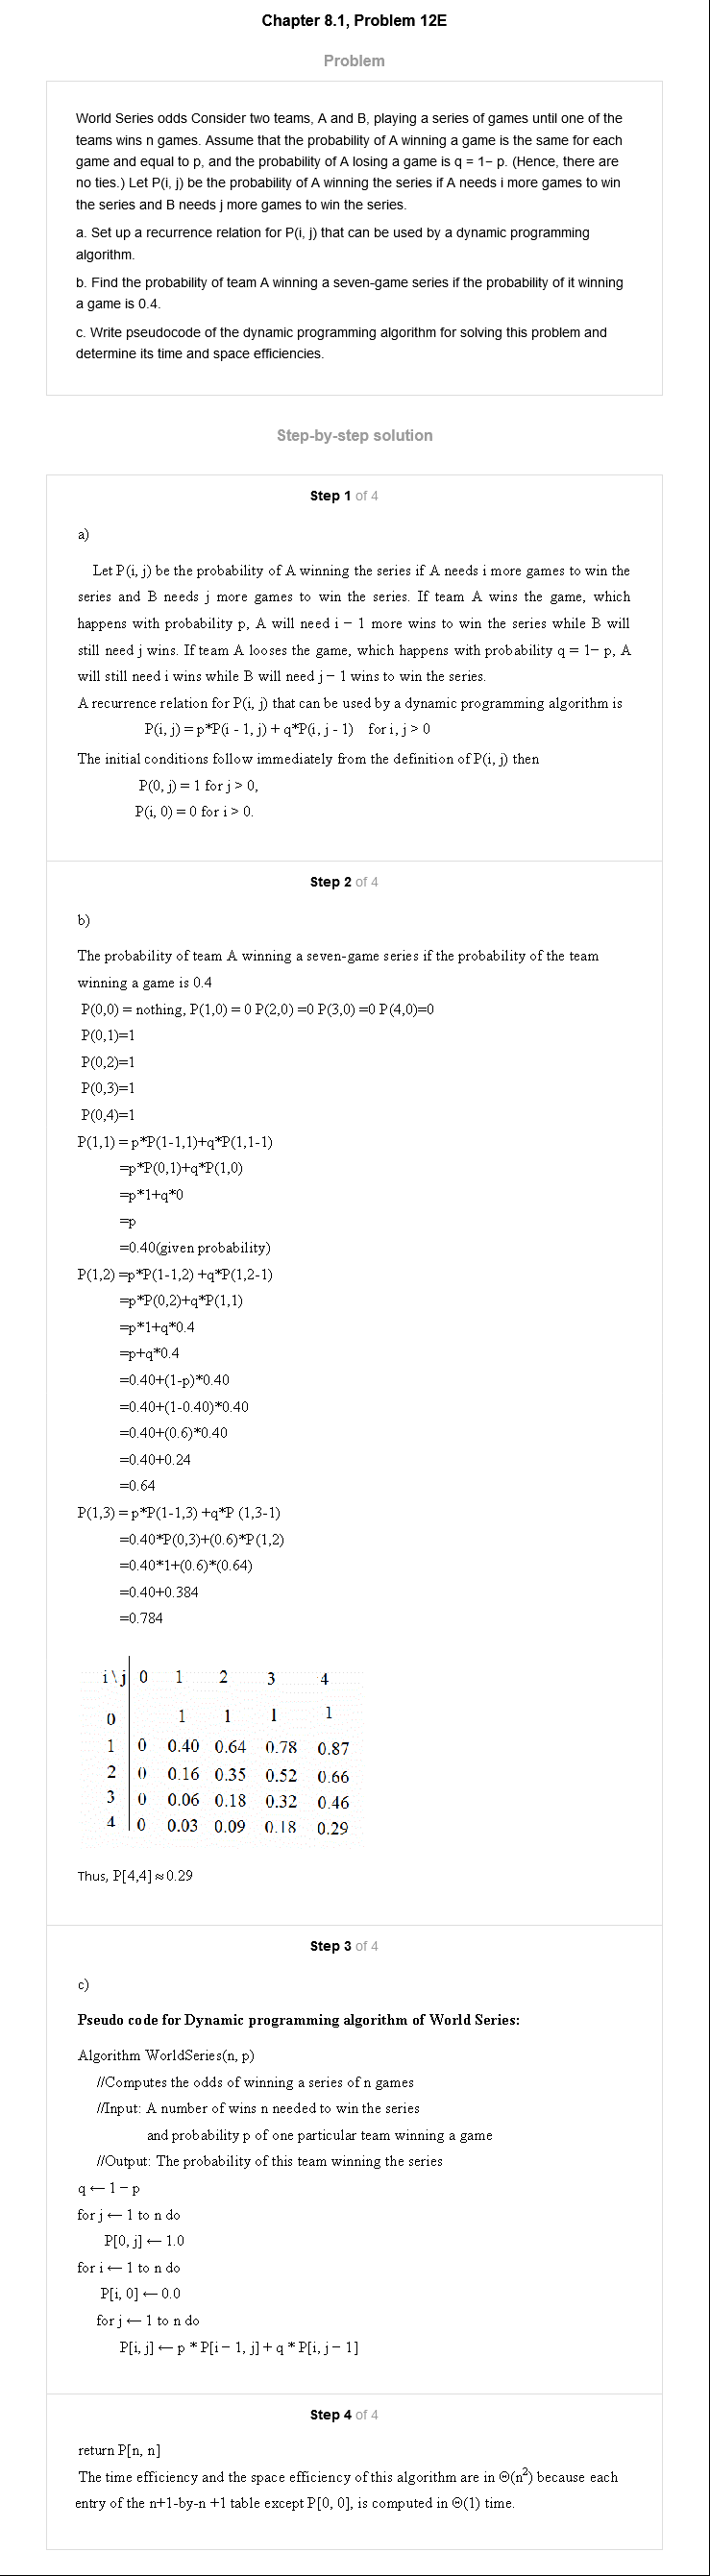 Chapter 8.1, Problem 12E
Problem
World Series odds Consider two teams, A and B, playing a series of games until one of the
teams wins n games. Assume that the probability of A winning a game is the same for each
game and equal to p, and the probability of A losing a game is q = 1− p. (Hence, there are
no ties.) Let P(i, j) be the probability of A winning the series if A needs i more games to win
the series and B needs j more games to win the series.
a. Set up a recurrence relation for P(i, j) that can be used by a dynamic programming
algorithm.
b. Find the probability of team A winning a seven-game series if the probability of it winning
a game is 0.4.
c. Write pseudocode of the dynamic programming algorithm for solving this problem and
determine its time and space efficiencies.
Step-by-step solution
Step 1 of 4
a)
Let P(i, j) be the probability of A winning the series if A needs i more games to win the
series and B needs j more games to win the series. If team A wins the game, which
happens with probability p, A will need i − 1 more wins to win the series while B will
still need j wins. If team A looses the game, which happens with probability q = 1− p, A
will still need i wins while B will need j − 1 wins to win the series.
A recurrence relation for P(i, j) that can be used by a dynamic programming algorithm is
P(i, j) = p*P(i - 1, j) + q*P(i, j - 1) for i, j > 0
The initial conditions follow immediately from the definition of P(i, j) then
P(0, j) = 1 for j > 0,
P(i, 0) = 0 for i > 0.
Step 2 of 4
b)
The probability of team A winning a seven-game series if the probability of the team
winning a game is 0.4
P(0,0) = nothing, P(1,0) = 0 P(2,0) =0 P(3,0) =0 P(4,0)=0
P(0,1)=1
P(0,2)=1
P(0,3)=1
P(0,4)=1
P(1,1) = p*P(1-1,1)+q*P(1,1-1)
=p*P(0,1)+q*P(1,0)
=p*1+q*0
=p
=0.40(given probability)
P(1,2) =p*P(1-1,2) +q*P(1,2-1)
=p*P(0,2)+q*P(1,1)
=p*1+q*0.4
=p+q*0.4
=0.40+(1-p)*0.40
=0.40+(1-0.40)*0.40
=0.40+(0.6)*0.40
=0.40+0.24
=0.64
P(1,3) = p*P(1-1,3) +q*P (1,3-1)
=0.40*P(0,3)+(0.6)*P(1,2)
=0.40*1+(0.6)*(0.64)
=0.40+0.384
=0.784
i\j 0 1 2 3 4
0 1 1 1 1
1 0 0.40 0.64 0.78 0.87
2 0 0.16 0.35 0.52 0.66
3 0 0.06 0.18 0.32 0.46
4 0 0.03 0.09 0.18 0.29
Thus, P[4,4] ≈ 0.29
Step 3 of 4
c)
Pseudo code for Dynamic programming algorithm of World Series:
Algorithm WorldSeries(n, p)
//Computes the odds of winning a series of n games
//Input: A number of wins n needed to win the series
and probability p of one particular team winning a game
//Output: The probability of this team winning the series
q ← 1 − p
for j ← 1 to n do
P[0, j] ← 1.0
for i ← 1 to n do
P[i, 0] ← 0.0
for j ← 1 to n do
P[i, j] ← p * P[i − 1, j] + q * P[i, j − 1]
Step 4 of 4
return P[n, n]
The time efficiency and the space efficiency of this algorithm are in Θ(n²) because each
entry of the n+1-by-n +1 table except P[0, 0], is computed in Θ(1) time.